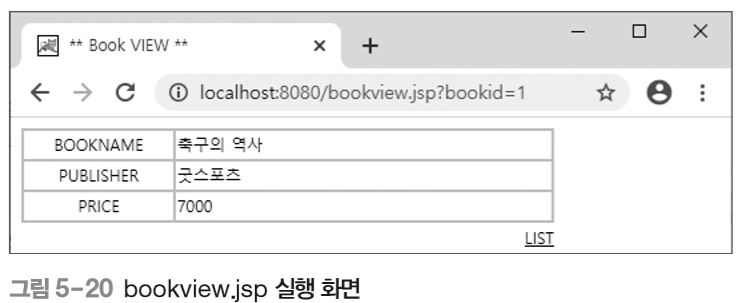 ** Book VIEW **
localhost:8080/bookview.jsp?bookid=1
BOOKNAME 축구의 역사
PUBLISHER 굿스포츠
PRICE 7000
LIST
그림 5-20 bookview.jsp 실행 화면